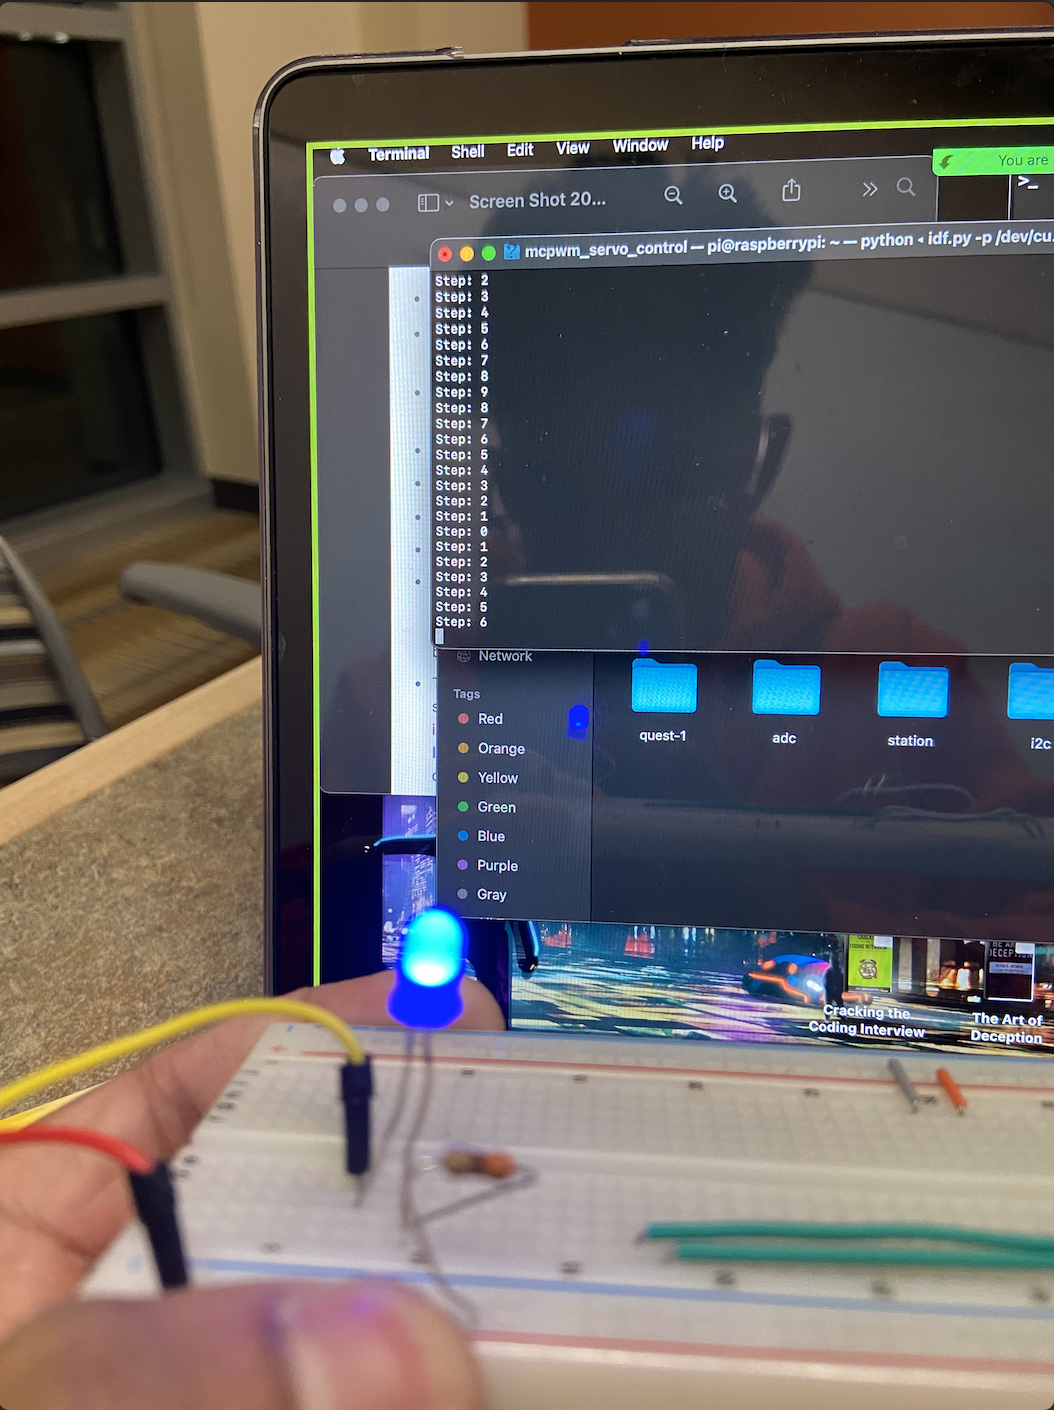 Terminal Shell Edit View Window Help
You are
Screen Shot 20...
mcpwm_servo_control — pi@raspberrypi: ~ — python ◂ idf.py -p /dev/cu.
Step: 2
Step: 3
Step: 4
Step: 5
Step: 6
Step: 7
Step: 8
Step: 9
Step: 8
Step: 7
Step: 6
Step: 5
Step: 4
Step: 3
Step: 2
Step: 1
Step: 0
Step: 1
Step: 2
Step: 3
Step: 4
Step: 5
Step: 6
Network
Tags
Red
Orange
Yellow
Green
Blue
Purple
Gray
quest-1
adc
station
i2c
Cracking the
Coding Interview
The Art of
Deception